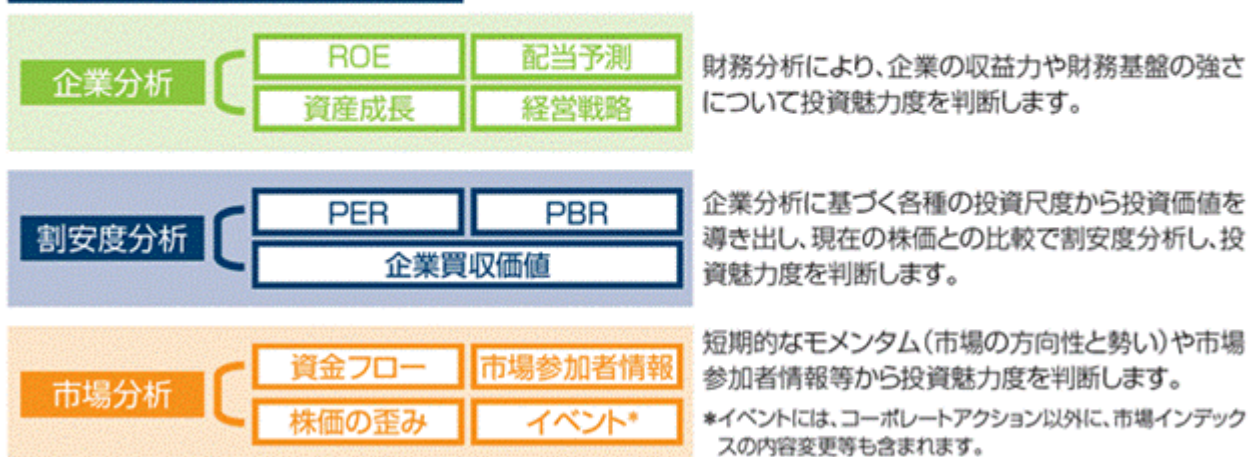 企業分析
ROE
配当予測
資産成長
経営戦略
財務分析により、企業の収益力や財務基盤の強さ
について投資魅力度を判断します。
割安度分析
PER
PBR
企業買収価値
企業分析に基づく各種の投資尺度から投資価値を
導き出し、現在の株価との比較で割安度分析し、投
資魅力度を判断します。
市場分析
資金フロー
市場参加者情報
株価の歪み
イベント*
短期的なモメンタム(市場の方向性と勢い)や市場
参加者情報等から投資魅力度を判断します。
*イベントには、コーポレートアクション以外に、市場インデック
スの内容変更等も含まれます。